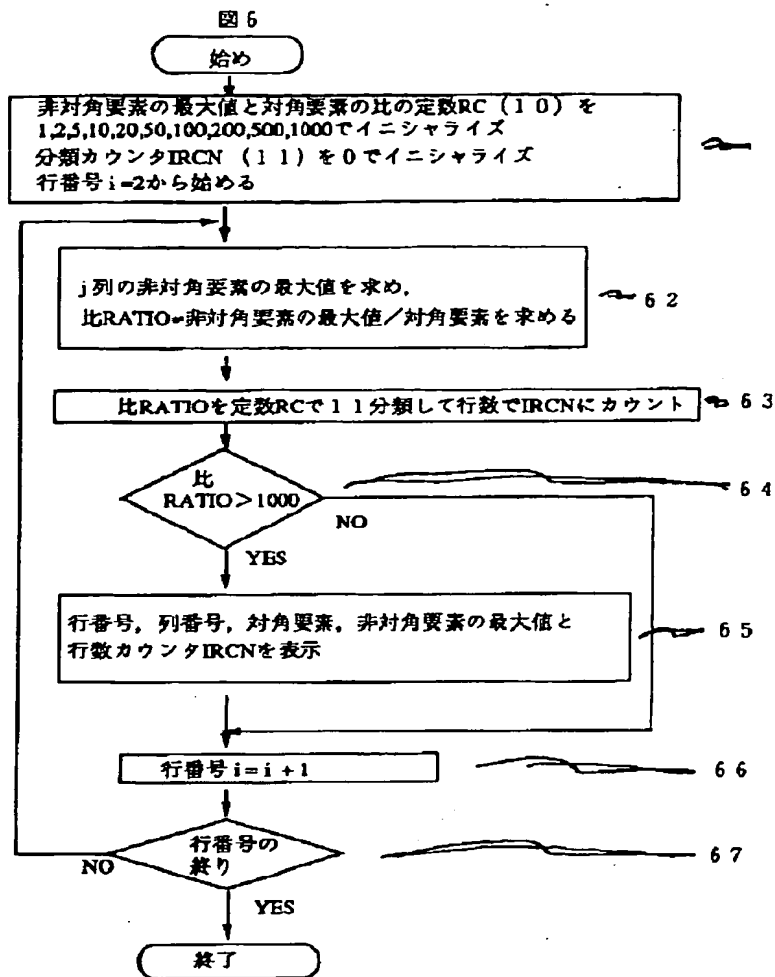 図6
始め
非対角要素の最大値と対角要素の比の定数RC(10)を
1,2,5,10,20,50,100,200,500,1000でイニシャライズ
分類カウンタIRCN (11)を0でイニシャライズ
行番号i=2から始める
j列の非対角要素の最大値を求め,
比RATIO=非対角要素の最大値/対角要素を求める
62
比RATIOを定数RCで11分類して行数でIRCNにカウント
63
比
RATIO>1000
64
NO
YES
行番号,列番号,対角要素,非対角要素の最大値と
行数カウンタIRCNを表示
65
行番号i=i+1
66
行番号の
終り
67
NO
YES
終了